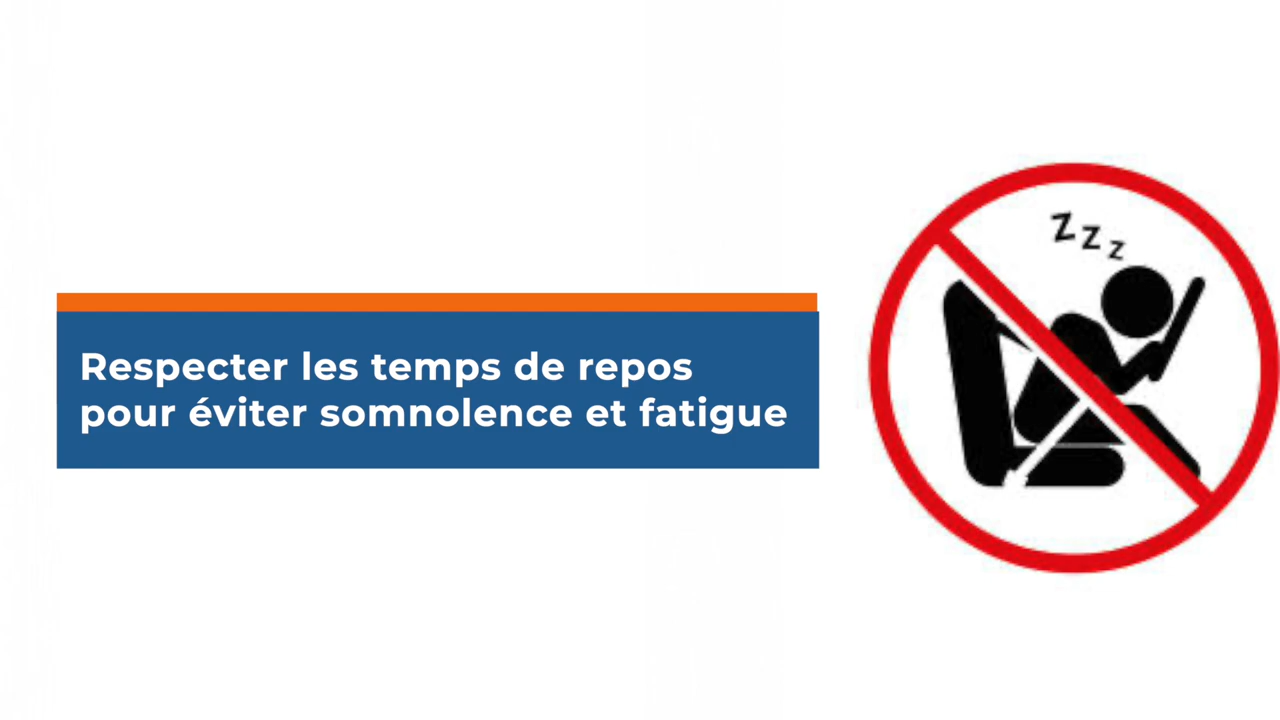 Respecter les temps de repos
pour éviter somnolence et fatigue
z z z